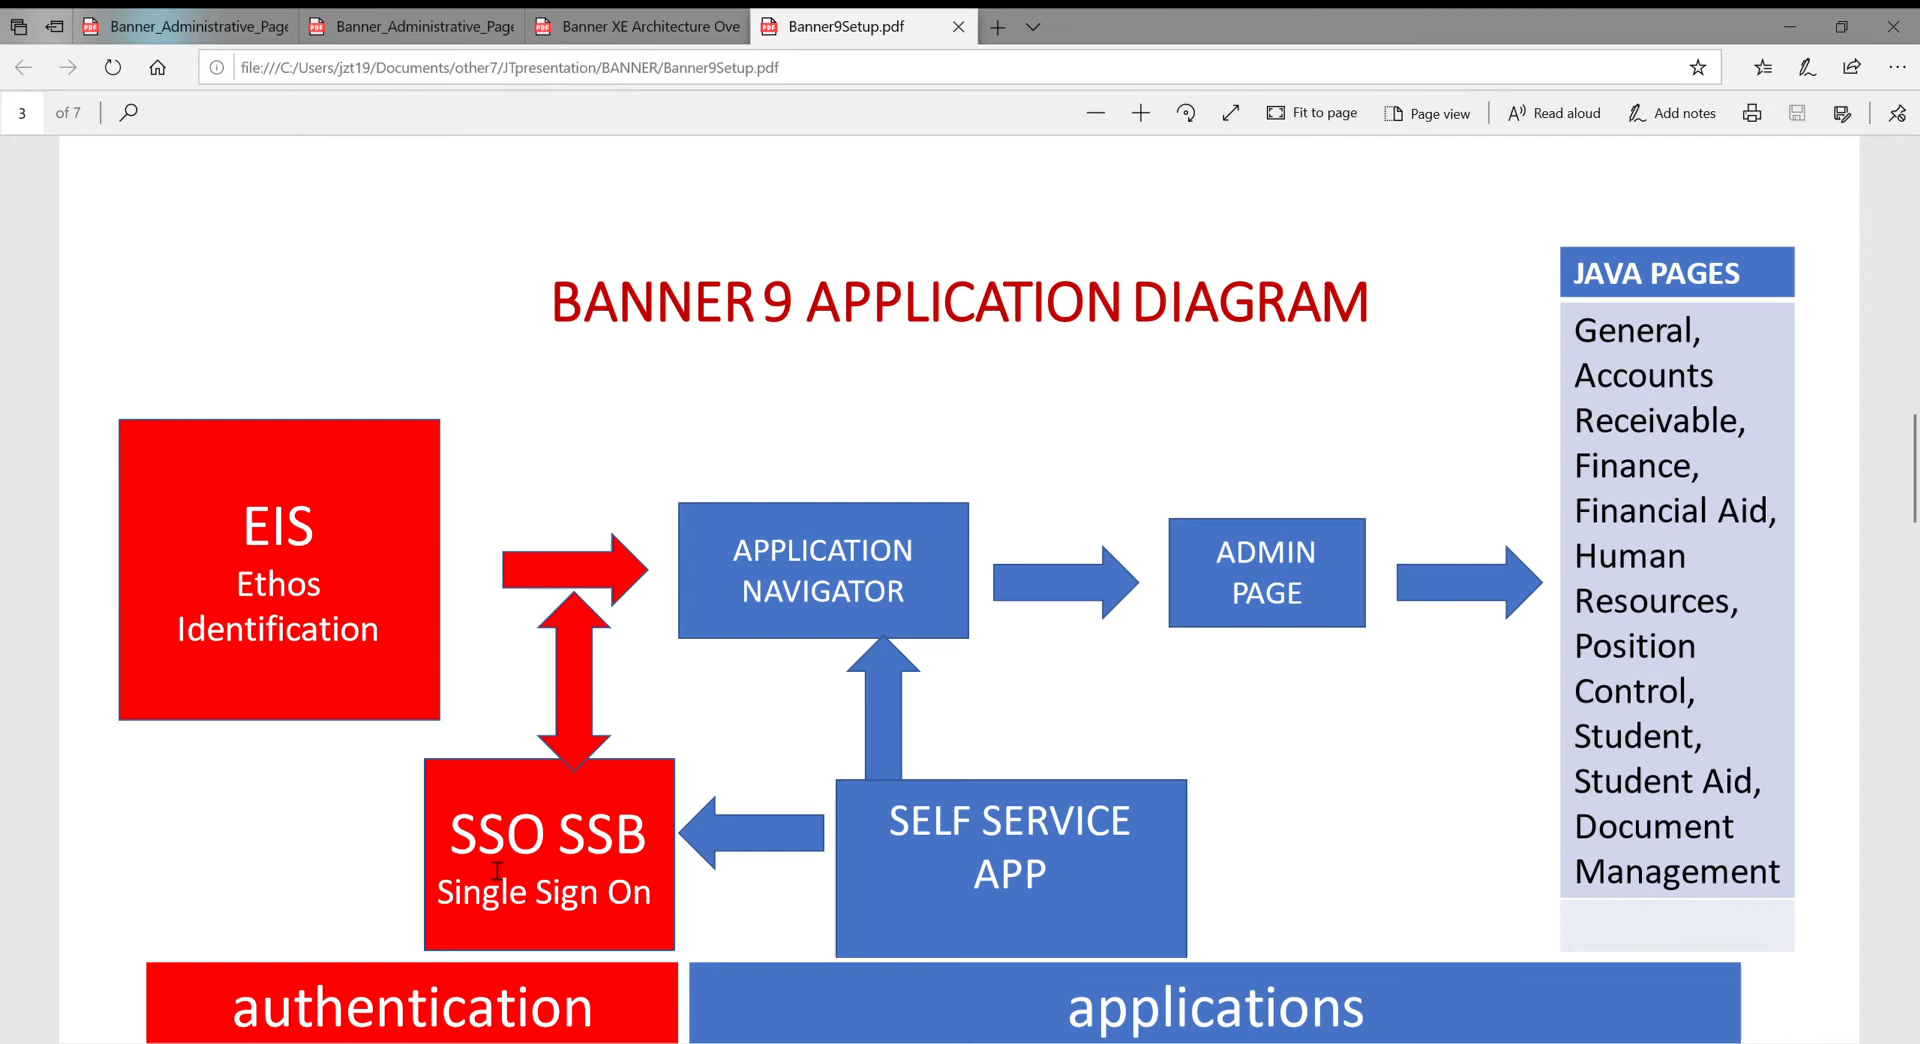 Banner_Administrative_Page
Banner_Administrative_Page
Banner XE Architecture Ove
Banner9Setup.pdf
file:///C:/Users/jzt19/Documents/other7/JTpresentation/BANNER/Banner9Setup.pdf
3 of 7
Fit to page
Page view
Read aloud
Add notes
BANNER 9 APPLICATION DIAGRAM
JAVA PAGES
General,
Accounts
Receivable,
Finance,
Financial Aid,
Human
Resources,
Position
Control,
Student,
Student Aid,
Document
Management
EIS
Ethos
Identification
APPLICATION
NAVIGATOR
ADMIN
PAGE
SSO SSB
Single Sign On
SELF SERVICE
APP
authentication
applications